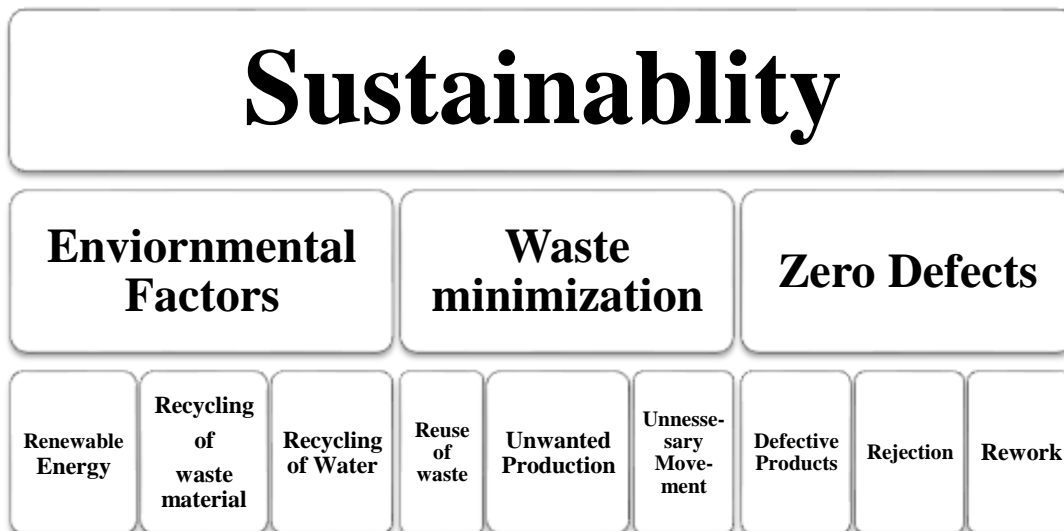 Sustainablity
Enviornmental
Factors
Waste
minimization
Zero Defects
Renewable
Energy
Recycling
of
waste
material
Recycling
of Water
Reuse
of
waste
Unwanted
Production
Unnesse-
sary
Move-
ment
Defective
Products
Rejection
Rework